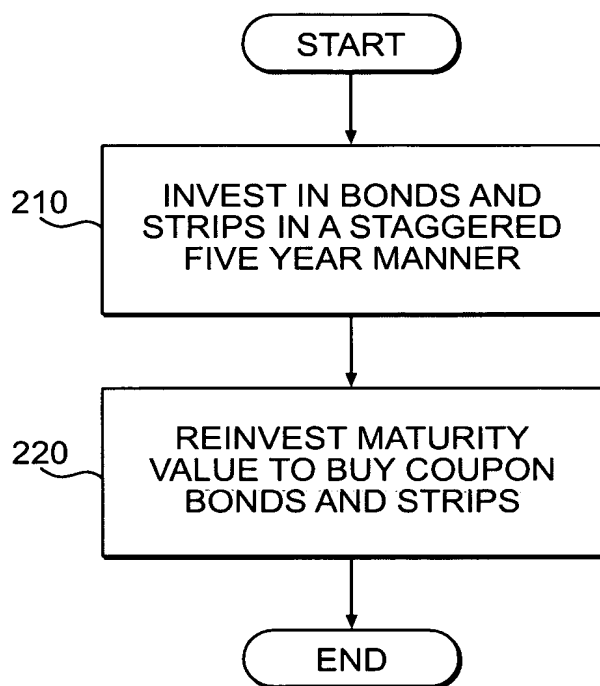 START
210
INVEST IN BONDS AND
STRIPS IN A STAGGERED
FIVE YEAR MANNER
220
REINVEST MATURITY
VALUE TO BUY COUPON
BONDS AND STRIPS
END